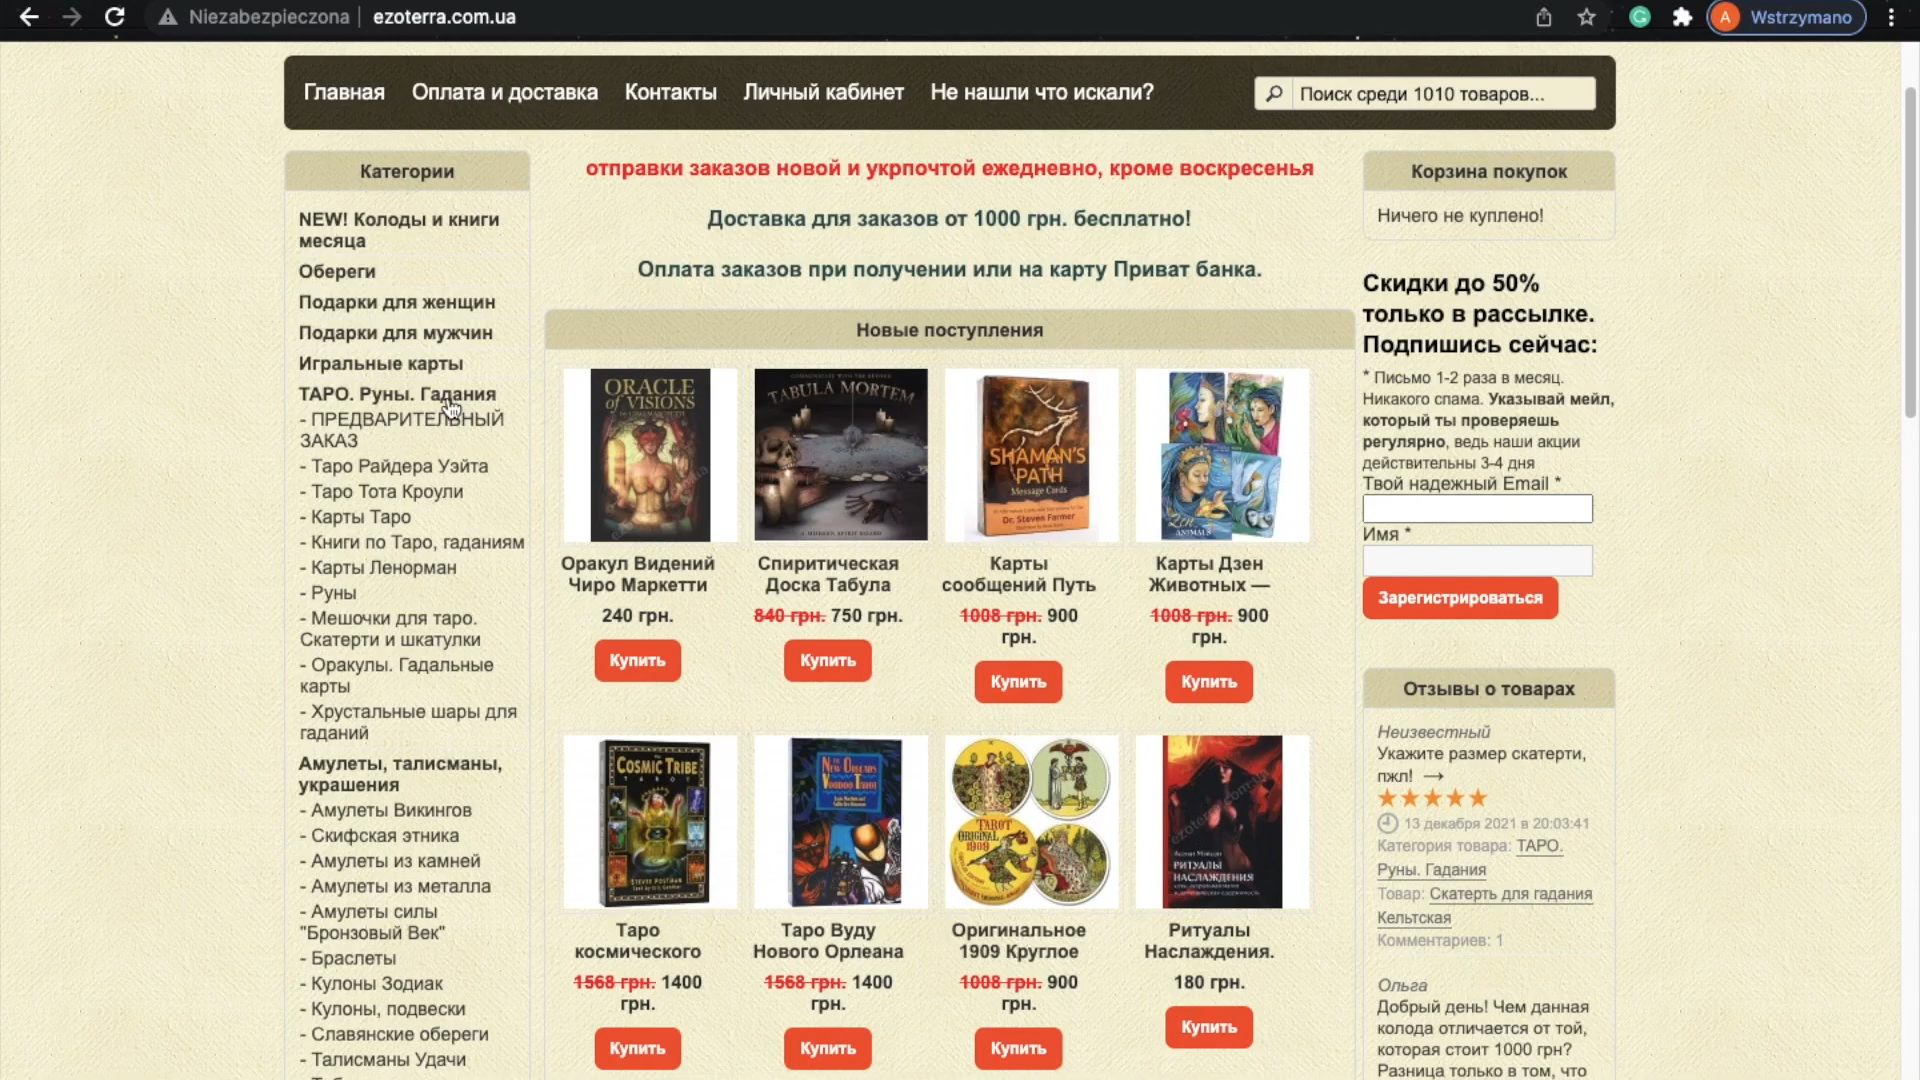 Niezabezpieczona
ezoterra.com.ua
A Wstrzymano
Главная
Оплата и доставка
Контакты
Личный кабинет
Не нашли что искали?
Поиск среди 1010 товаров...
Категории
NEW! Колоды и книги
месяца
Обереги
Подарки для женщин
Подарки для мужчин
Игральные карты
ТАРО. Руны. Гадания
- ПРЕДВАРИТЕЛЬНЫЙ
ЗАКАЗ
- Таро Райдера Уэйта
- Таро Тота Кроули
- Карты Таро
- Книги по Таро, гаданиям
- Карты Ленорман
- Руны
- Мешочки для таро.
Скатерти и шкатулки
- Оракулы. Гадальные
карты
- Хрустальные шары для
гаданий
Амулеты, талисманы,
украшения
- Амулеты Викингов
- Скифская этника
- Амулеты из камней
- Амулеты из металла
- Амулеты силы
"Бронзовый Век"
- Браслеты
- Кулоны Зодиак
- Кулоны, подвески
- Славянские обереги
- Талисманы Удачи
отправки заказов новой и укрпочтой ежедневно, кроме воскресенья
Доставка для заказов от 1000 грн. бесплатно!
Оплата заказов при получении или на карту Приват банка.
Новые поступления
ORACLE
of VISIONS
TABULA MORTEM
SHAMAN'S
PATH
Message Cards
Dr. Steven Farmer
Zen
ANIMALS
Оракул Видений
Чиро Маркетти
240 грн.
Купить
Спиритическая
Доска Табула
840 грн. 750 грн.
Купить
Карты
сообщений Путь
1008 грн. 900
грн.
Купить
Карты Дзен
Животных —
1008 грн. 900
грн.
Купить
COSMIC TRIBE
TAROT
NEW ORLEANS
VOODOO TAROT
TAROT
ORIGINAL
1909
РИТУАЛЫ
НАСЛАЖДЕНИЯ
Таро
космического
1568 грн. 1400
грн.
Купить
Таро Вуду
Нового Орлеана
1568 грн. 1400
грн.
Купить
Оригинальное
1909 Круглое
1008 грн. 900
грн.
Купить
Ритуалы
Наслаждения.
180 грн.
Купить
Корзина покупок
Ничего не куплено!
Скидки до 50%
только в рассылке.
Подпишись сейчас:
* Письмо 1-2 раза в месяц.
Никакого спама. Указывай мейл,
который ты проверяешь
регулярно, ведь наши акции
действительны 3-4 дня
Твой надежный Email *
Имя *
Зарегистрироваться
Отзывы о товарах
Неизвестный
Укажите размер скатерти,
пжл! →
13 декабря 2021 в 20:03:41
Категория товара: ТАРО.
Руны. Гадания
Товар: Скатерть для гадания
Кельтская
Комментариев: 1
Ольга
Добрый день! Чем данная
колода отличается от той,
которая стоит 1000 грн?
Разница только в том, что